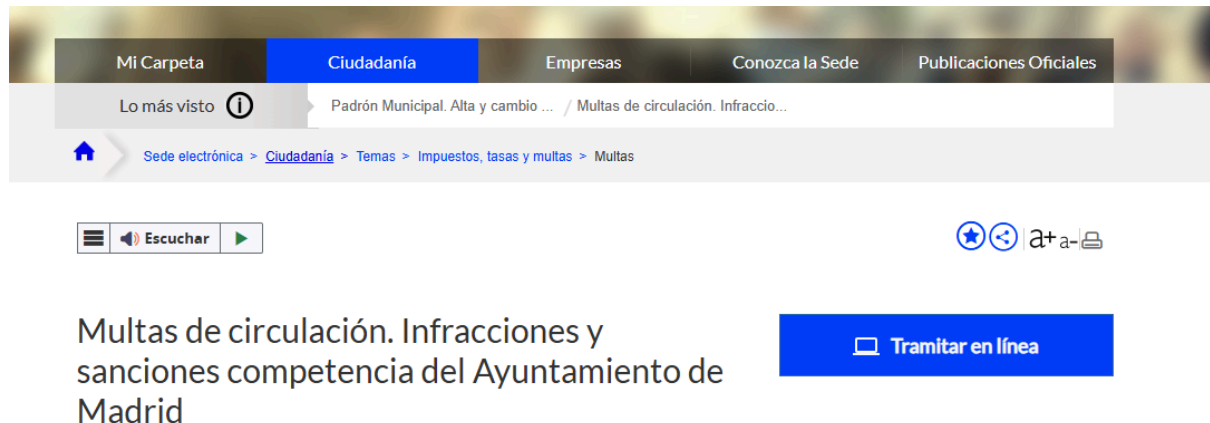 Mi Carpeta Ciudadanía Empresas Conozca la Sede Publicaciones Oficiales
Lo más visto i Padrón Municipal. Alta y cambio ... / Multas de circulación. Infraccio...
Sede electrónica > Ciudadanía > Temas > Impuestos, tasas y multas > Multas
Escuchar a+ a-
Multas de circulación. Infracciones y
sanciones competencia del Ayuntamiento de
Madrid
Tramitar en línea